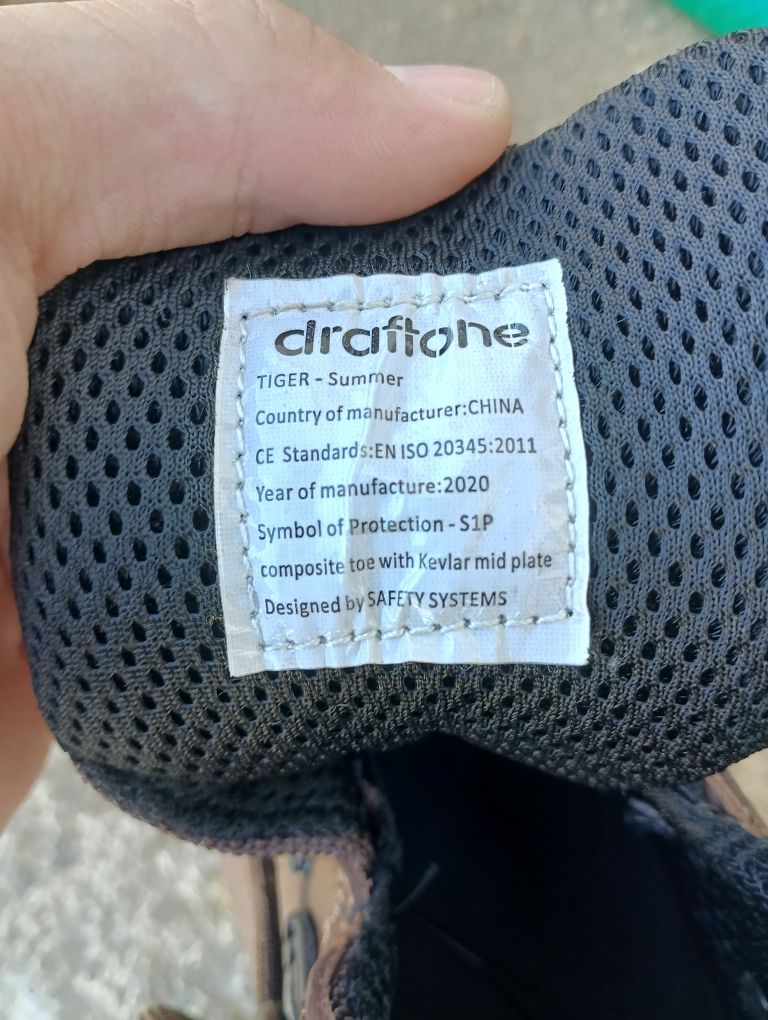 draftone
TIGER - Summer
Country of manufacturer:CHINA
CE Standards:EN ISO 20345:2011
Year of manufacture:2020
Symbol of Protection - S1P
composite toe with Kevlar mid plate
Designed by SAFETY SYSTEMS